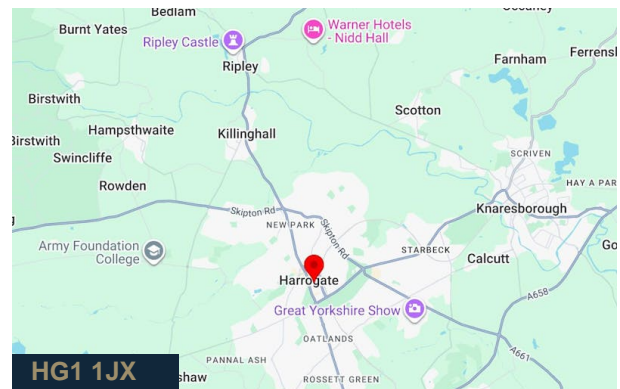 Bedlam
Burnt Yates
Warner Hotels
- Nidd Hall
Ripley Castle
Ripley
Farnham
Birstwith
Scotton
Hampsthwaite
Killinghall
Birstwith
SCRIVEN
Swincliffe
Rowden
HAY A PAR
Knaresborough
Skipton Rd
NEW PARK
Skipton Rd
STARBECK
Army Foundation
College
Calcutt
Go
Harrogate
A658
Great Yorkshire Show
OATLANDS
A661
PANNAL ASH
HG1 1JX
shaw
ROSSETT GREEN